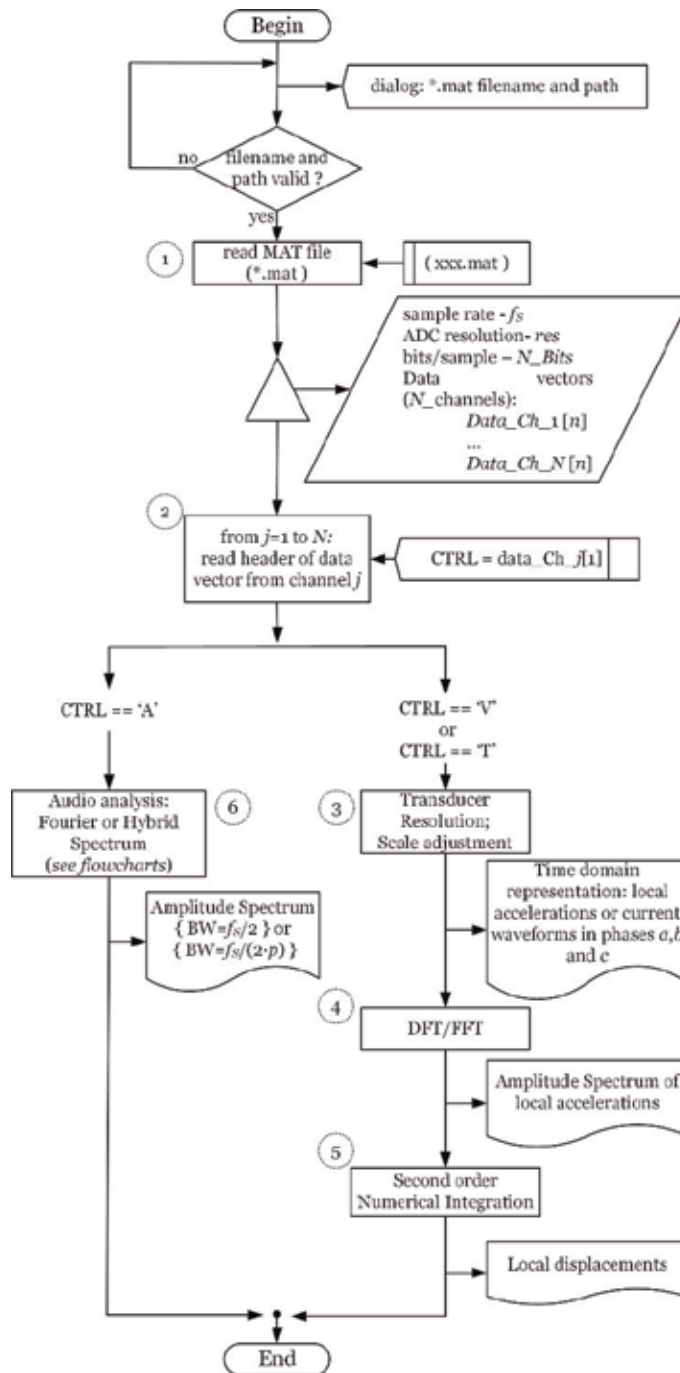 Begin
dialog: *.mat filename and path
no
filename and
path valid ?
yes
1
read MAT file
(*.mat )
( xxx.mat )
sample rate - fS
ADC resolution- res
bits/sample – N_Bits
Data vectors
(N_channels):
Data_Ch_1[n]
...
Data_Ch_N[n]
2
from j=1 to N:
read header of data
vector from channel j
CTRL = data_Ch_j[1]
CTRL == ‘A’
CTRL == ‘V’
or
CTRL == ‘T’
Audio analysis:
Fourier or Hybrid
Spectrum
(see flowcharts)
6
3
Transducer
Resolution;
Scale adjustment
Amplitude Spectrum
{ BW=fS/2 } or
{ BW=fS/(2·p) }
Time domain
representation: local
accelerations or current
waveforms in phases a,b
and c
4
DFT/FFT
Amplitude Spectrum of
local accelerations
5
Second order
Numerical Integration
Local displacements
End